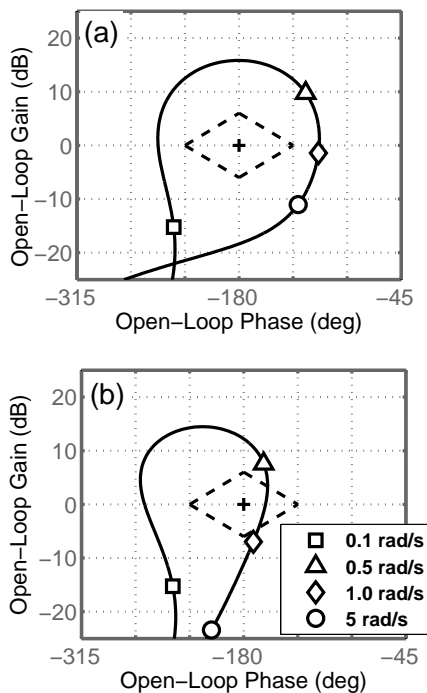 (a)
20
10
0
−10
−20
Open−Loop Gain (dB)
−315
−180
−45
Open−Loop Phase (deg)
(b)
20
10
0
−10
−20
Open−Loop Gain (dB)
0.1 rad/s
0.5 rad/s
1.0 rad/s
5 rad/s
−315
−180
−45
Open−Loop Phase (deg)